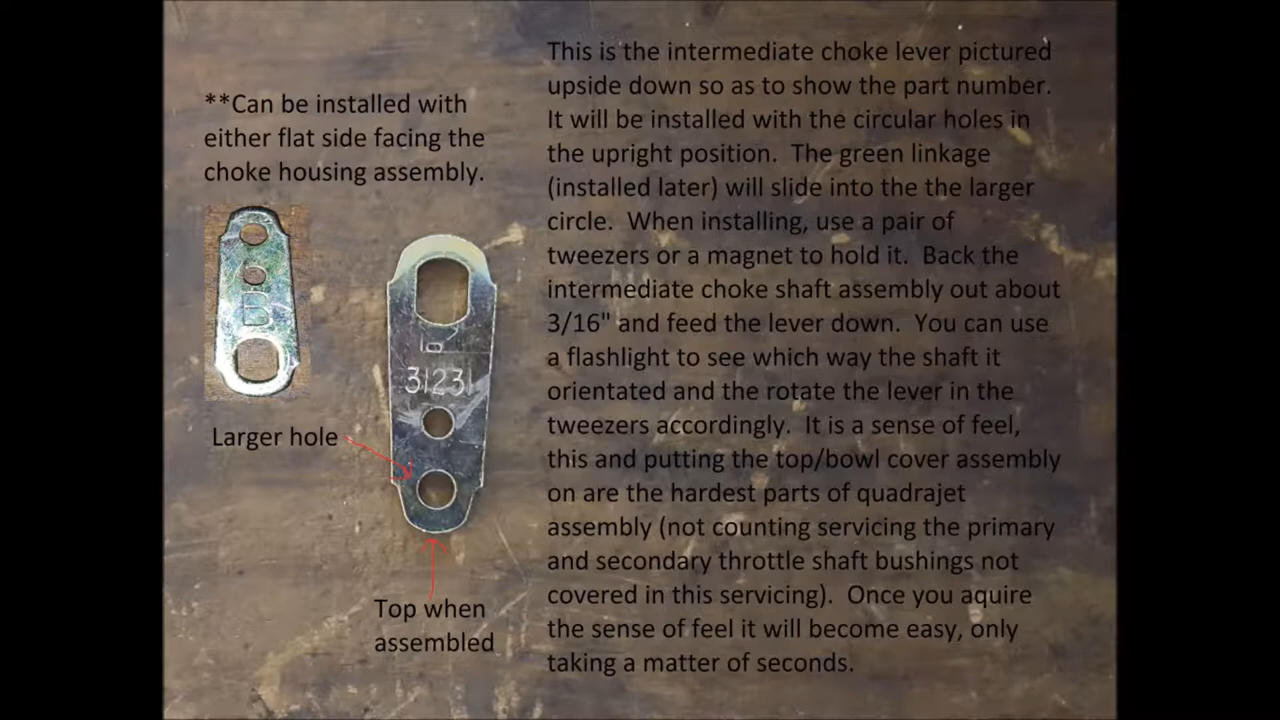 **Can be installed with
either flat side facing the
choke housing assembly.
B
Larger hole
31231
Top when
assembled
This is the intermediate choke lever pictured
upside down so as to show the part number.
It will be installed with the circular holes in
the upright position.  The green linkage
(installed later) will slide into the the larger
circle.  When installing, use a pair of
tweezers or a magnet to hold it.  Back the
intermediate choke shaft assembly out about
3/16" and feed the lever down.  You can use
a flashlight to see which way the shaft it
orientated and the rotate the lever in the
tweezers accordingly.  It is a sense of feel,
this and putting the top/bowl cover assembly
on are the hardest parts of quadrajet
assembly (not counting servicing the primary
and secondary throttle shaft bushings not
covered in this servicing).  Once you aquire
the sense of feel it will become easy, only
taking a matter of seconds.